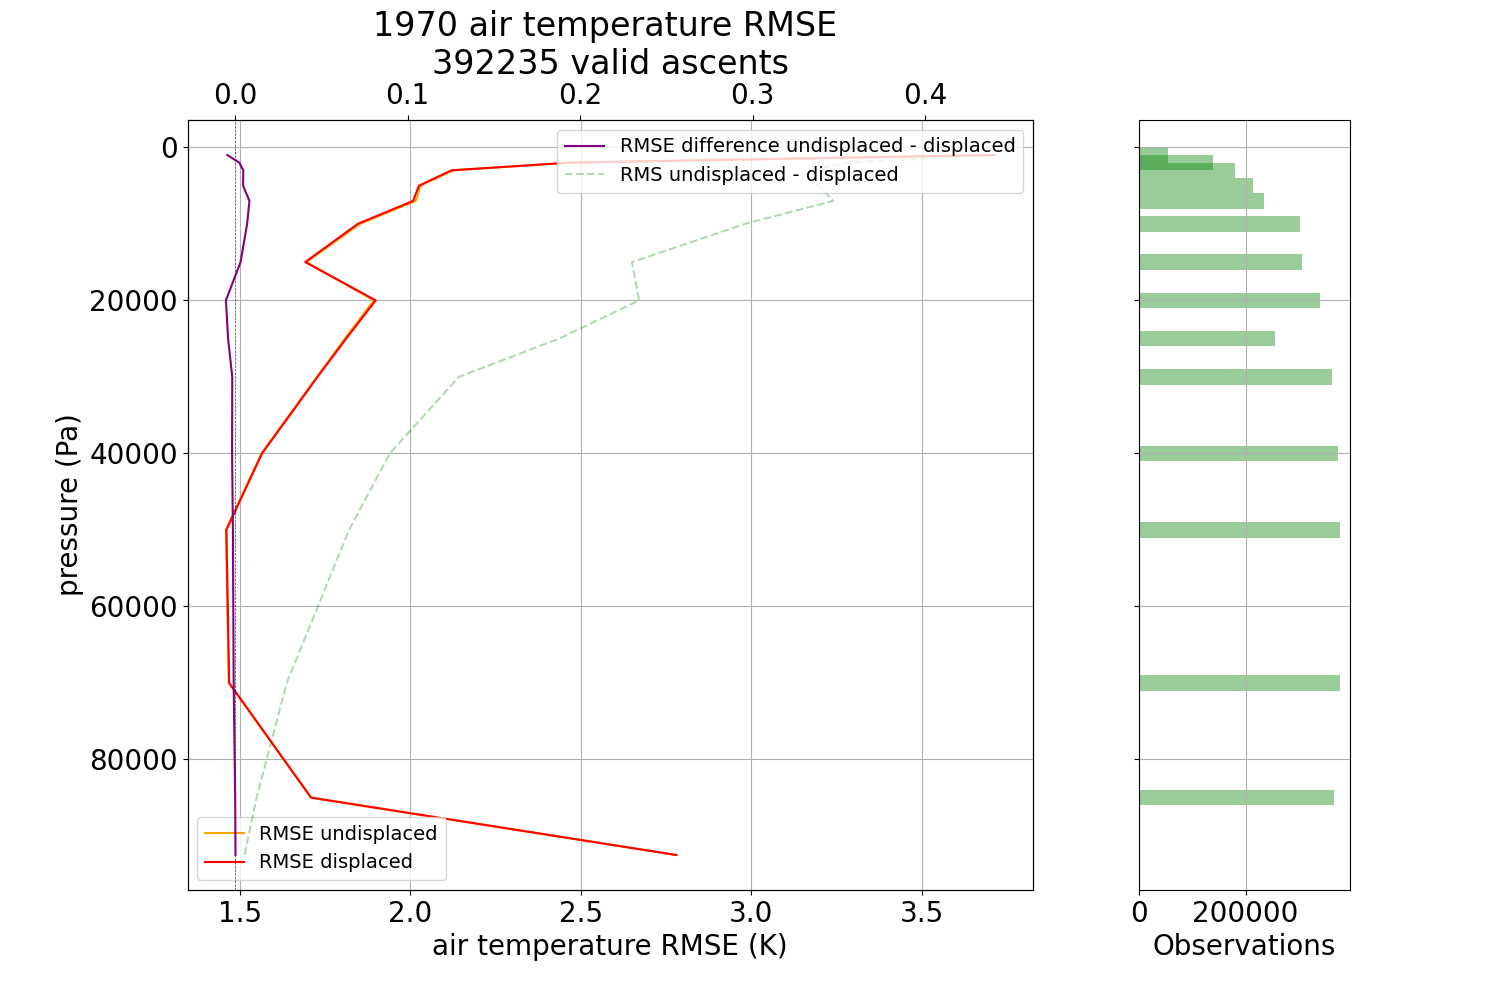 1970 air temperature RMSE
392235 valid ascents
0.0 0.1 0.2 0.3 0.4
RMSE difference undisplaced - displaced
RMS undisplaced - displaced
0
20000
40000
60000
80000
pressure (Pa)
RMSE undisplaced
RMSE displaced
1.5 2.0 2.5 3.0 3.5
air temperature RMSE (K)
0 200000
Observations